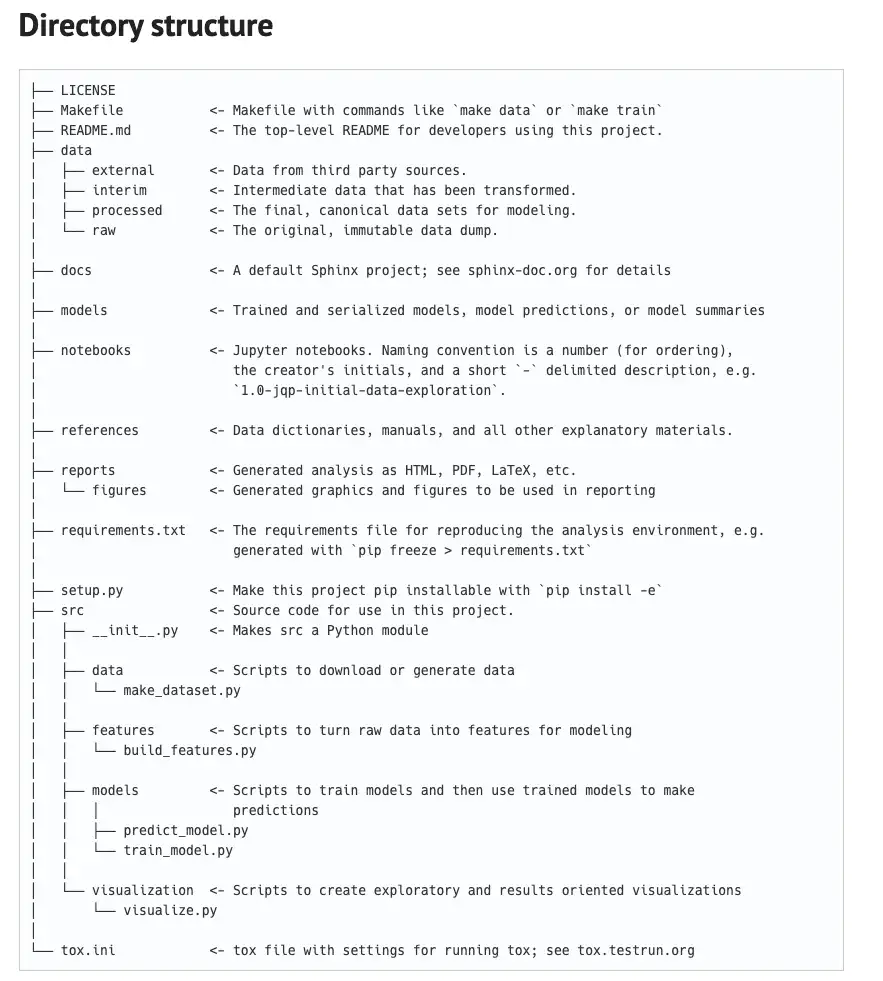 Directory structure
├── LICENSE
├── Makefile           <- Makefile with commands like `make data` or `make train`
├── README.md          <- The top-level README for developers using this project.
├── data
│   ├── external       <- Data from third party sources.
│   ├── interim        <- Intermediate data that has been transformed.
│   ├── processed      <- The final, canonical data sets for modeling.
│   └── raw            <- The original, immutable data dump.
│
├── docs               <- A default Sphinx project; see sphinx-doc.org for details
│
├── models             <- Trained and serialized models, model predictions, or model summaries
│
├── notebooks          <- Jupyter notebooks. Naming convention is a number (for ordering),
│                         the creator's initials, and a short `-` delimited description, e.g.
│                         `1.0-jqp-initial-data-exploration`.
│
├── references         <- Data dictionaries, manuals, and all other explanatory materials.
│
├── reports            <- Generated analysis as HTML, PDF, LaTeX, etc.
│   └── figures        <- Generated graphics and figures to be used in reporting
│
├── requirements.txt   <- The requirements file for reproducing the analysis environment, e.g.
│                         generated with `pip freeze > requirements.txt`
│
├── setup.py           <- Make this project pip installable with `pip install -e`
├── src                <- Source code for use in this project.
│   ├── __init__.py    <- Makes src a Python module
│   │
│   ├── data           <- Scripts to download or generate data
│   │   └── make_dataset.py
│   │
│   ├── features       <- Scripts to turn raw data into features for modeling
│   │   └── build_features.py
│   │
│   ├── models         <- Scripts to train models and then use trained models to make
│   │   │                 predictions
│   │   ├── predict_model.py
│   │   └── train_model.py
│   │
│   └── visualization  <- Scripts to create exploratory and results oriented visualizations
│       └── visualize.py
│
└── tox.ini            <- tox file with settings for running tox; see tox.testrun.org